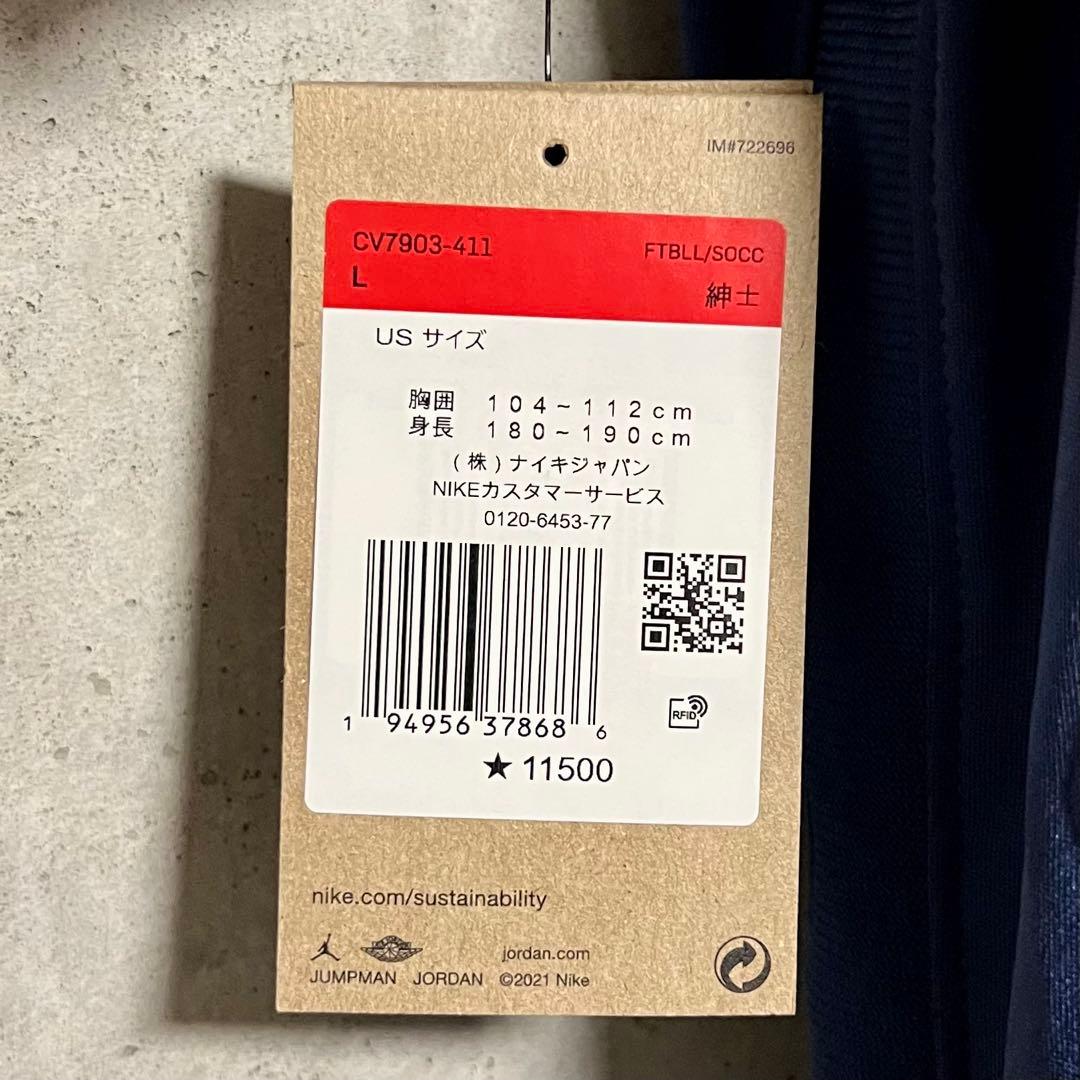 IM#722696
CV7903-411 FTBLL/SOCC
L 紳士
US サイズ
胸囲 104~112cm
身長 180~190cm
(株)ナイキジャパン
NIKEカスタマーサービス
0120-6453-77
RFID
1 94956 37868 6
★11500
nike.com/sustainability
jordan.com
JUMPMAN JORDAN ©2021 Nike